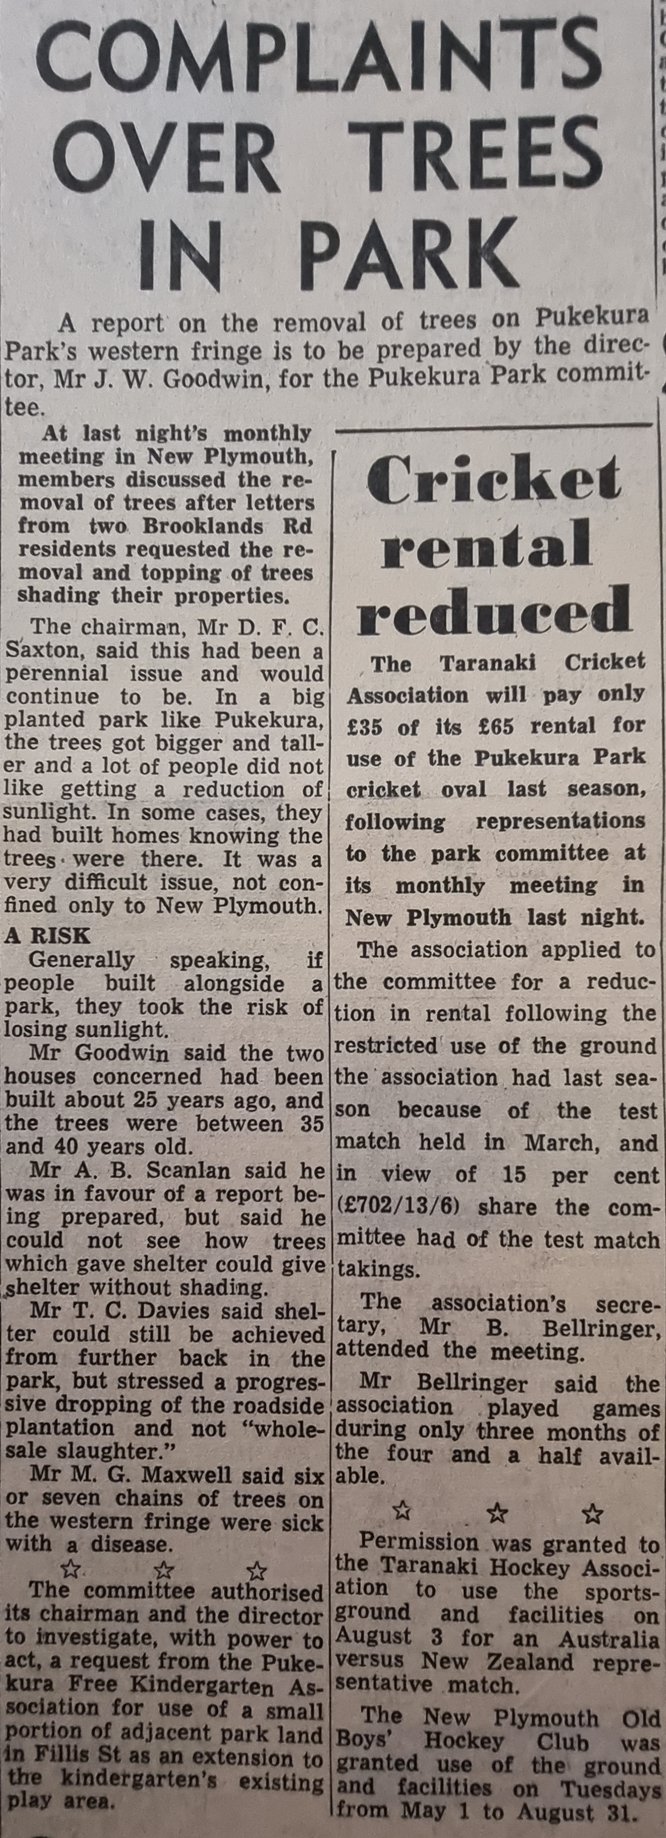 COMPLAINTS
OVER TREES
IN PARK
A report on the removal of trees on Pukekura
Park's western fringe is to be prepared by the direc-
tor, Mr J. W. Goodwin, for the Pukekura Park commit-
tee.
At last night's monthly
meeting in New Plymouth,
members discussed the re-
moval of trees after letters
from two Brooklands Rd
residents requested the re-
moval and topping of trees
shading their properties.
The chairman, Mr D. F. C.
Saxton, said this had been a
perennial issue and would
continue to be. In a big
planted park like Pukekura,
the trees got bigger and tall-
er and a lot of people did not
like getting a reduction of
sunlight. In some cases, they
had built homes knowing the
trees were there. It was a
very difficult issue, not con-
fined only to New Plymouth.
A RISK
Generally speaking, if
people built alongside a
park, they took the risk of
losing sunlight.
Mr Goodwin said the two
houses concerned had been
built about 25 years ago, and
the trees were between 35
and 40 years old.
Mr A. B. Scanlan said he
was in favour of a report be-
ing prepared, but said he
could not see how trees
which gave shelter could give
shelter without shading.
Mr T. C. Davies said shel-
ter could still be achieved
from further back in the
park, but stressed a progres-
sive dropping of the roadside
plantation and not "whole-
sale slaughter."
Mr M. G. Maxwell said six
or seven chains of trees on
the western fringe were sick
with a disease.
☆ ☆ ☆
The committee authorised
its chairman and the director
to investigate, with power to
act, a request from the Puke-
kura Free Kindergarten As-
sociation for use of a small
portion of adjacent park land
in Fillis St as an extension to
the kindergarten's existing
play area.
Cricket
rental
reduced
The Taranaki Cricket
Association will pay only
£35 of its £65 rental for
use of the Pukekura Park
cricket oval last season,
following representations
to the park committee at
its monthly meeting in
New Plymouth last night.
The association applied to
the committee for a reduc-
tion in rental following the
restricted use of the ground
the association had last sea-
son because of the test
match held in March, and
in view of 15 per cent
(£702/13/6) share the com-
mittee had of the test match
takings.
The association's secre-
tary, Mr B. Bellringer,
attended the meeting.
Mr Bellringer said the
association played games
during only three months of
the four and a half avail-
able.
☆ ☆ ☆
Permission was granted to
the Taranaki Hockey Associ-
ation to use the sports-
ground and facilities on
August 3 for an Australia
versus New Zealand repre-
sentative match.
The New Plymouth Old
Boys' Hockey Club was
granted use of the ground
and facilities on Tuesdays
from May 1 to August 31.